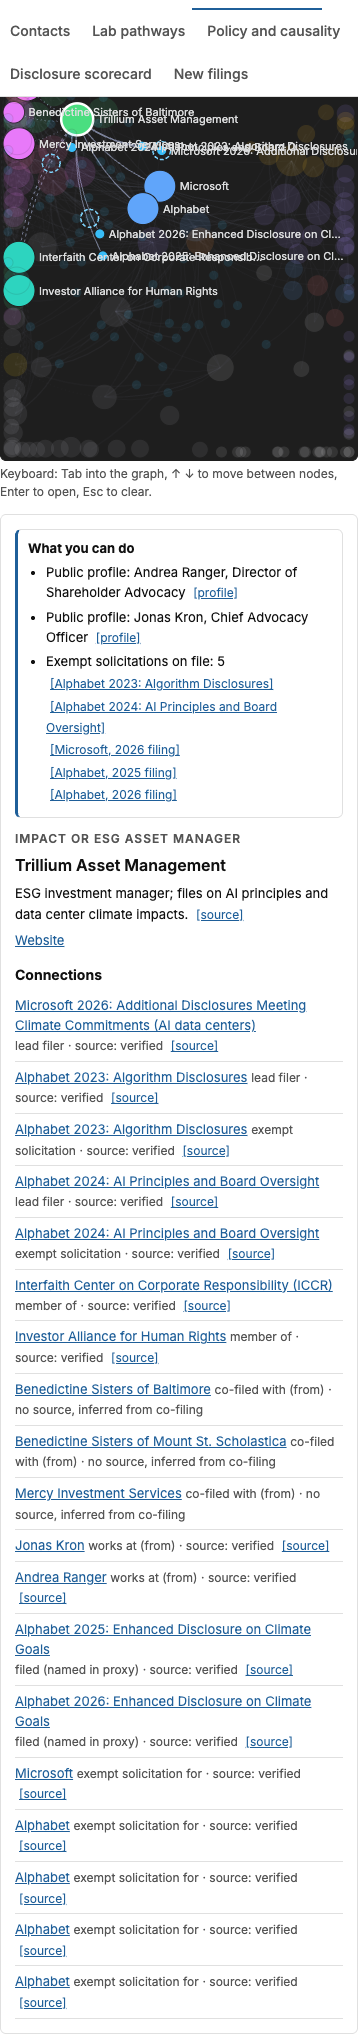 Contacts Lab pathways Policy and causality
Disclosure scorecard New filings
Benedictine Sisters of Baltimore
Trillium Asset Management
Mercy Investment Services
Microsoft
Alphabet
Alphabet 2026: Enhanced Disclosure on Cl...
Alphabet 2025: Enhanced Disclosure on Cl...
Investor Alliance for Human Rights
Keyboard: Tab into the graph, ↑ ↓ to move between nodes,
Enter to open, Esc to clear.
What you can do
• Public profile: Andrea Ranger, Director of
Shareholder Advocacy [profile]
• Public profile: Jonas Kron, Chief Advocacy
Officer [profile]
• Exempt solicitations on file: 5
[Alphabet 2023: Algorithm Disclosures]
[Alphabet 2024: AI Principles and Board
Oversight]
[Microsoft, 2026 filing]
[Alphabet, 2025 filing]
[Alphabet, 2026 filing]
IMPACT OR ESG ASSET MANAGER
Trillium Asset Management
ESG investment manager; files on AI principles and
data center climate impacts. [source]
Website
Connections
Microsoft 2026: Additional Disclosures Meeting
Climate Commitments (AI data centers)
lead filer · source: verified [source]
Alphabet 2023: Algorithm Disclosures lead filer ·
source: verified [source]
Alphabet 2023: Algorithm Disclosures exempt
solicitation · source: verified [source]
Alphabet 2024: AI Principles and Board Oversight
lead filer · source: verified [source]
Alphabet 2024: AI Principles and Board Oversight
exempt solicitation · source: verified [source]
Interfaith Center on Corporate Responsibility (ICCR)
member of · source: verified [source]
Investor Alliance for Human Rights member of ·
source: verified [source]
Benedictine Sisters of Baltimore co-filed with (from) ·
no source, inferred from co-filing
Benedictine Sisters of Mount St. Scholastica co-filed
with (from) · no source, inferred from co-filing
Mercy Investment Services co-filed with (from) · no
source, inferred from co-filing
Jonas Kron works at (from) · source: verified [source]
Andrea Ranger works at (from) · source: verified
[source]
Alphabet 2025: Enhanced Disclosure on Climate
Goals
filed (named in proxy) · source: verified [source]
Alphabet 2026: Enhanced Disclosure on Climate
Goals
filed (named in proxy) · source: verified [source]
Microsoft exempt solicitation for · source: verified
[source]
Alphabet exempt solicitation for · source: verified
[source]
Alphabet exempt solicitation for · source: verified
[source]
Alphabet exempt solicitation for · source: verified
[source]
Alphabet exempt solicitation for · source: verified
[source]